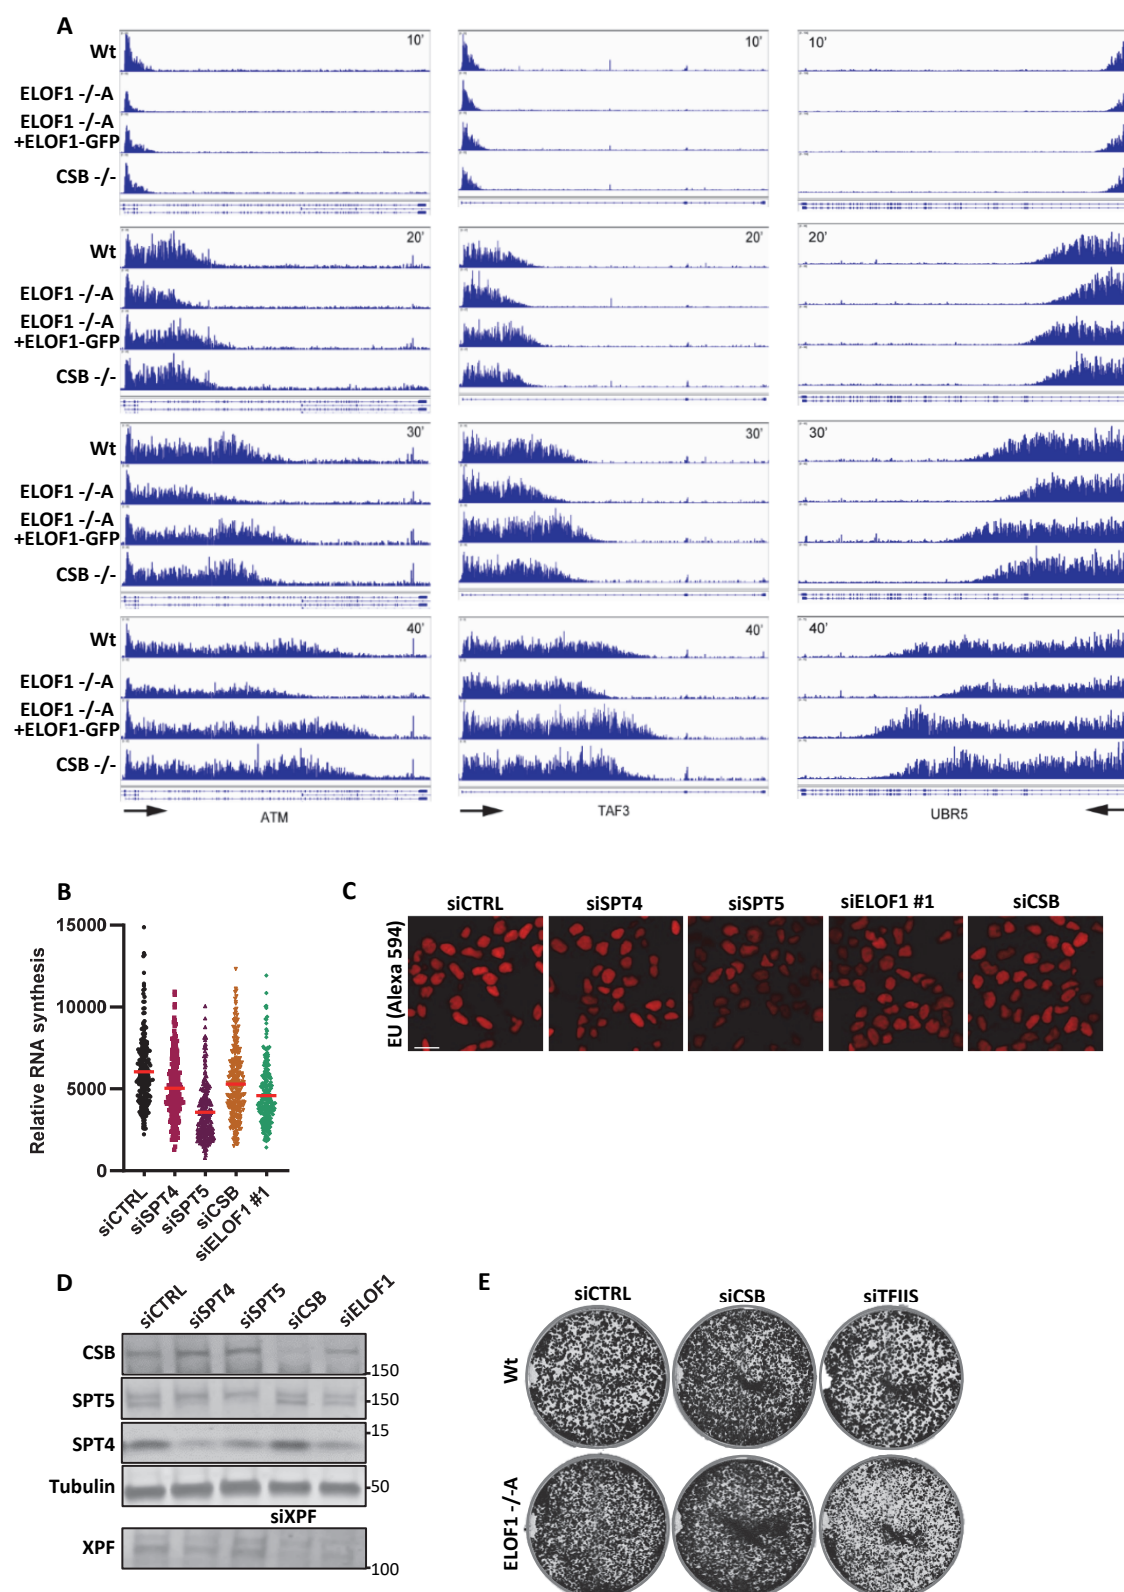 A
Wt
ELOF1 -/-A
ELOF1 -/-A
+ELOF1-GFP
CSB -/-
10'
10'
10'
Wt
ELOF1 -/-A
ELOF1 -/-A
+ELOF1-GFP
CSB -/-
20'
20'
20'
Wt
ELOF1 -/-A
ELOF1 -/-A
+ELOF1-GFP
CSB -/-
30'
30'
30'
Wt
ELOF1 -/-A
ELOF1 -/-A
+ELOF1-GFP
CSB -/-
40'
40'
40'
ATM
TAF3
UBR5
B
Relative RNA synthesis
15000
10000
5000
0
siCTRL
siSPT4
siSPT5
siCSB
siELOF1 #1
C
siCTRL
siSPT4
siSPT5
siELOF1 #1
siCSB
EU (Alexa 594)
D
siCTRL
siSPT4
siSPT5
siCSB
siELOF1
CSB
150
SPT5
150
SPT4
15
Tubulin
50
siXPF
XPF
100
E
siCTRL
siCSB
siTFIIS
Wt
ELOF1 -/-A